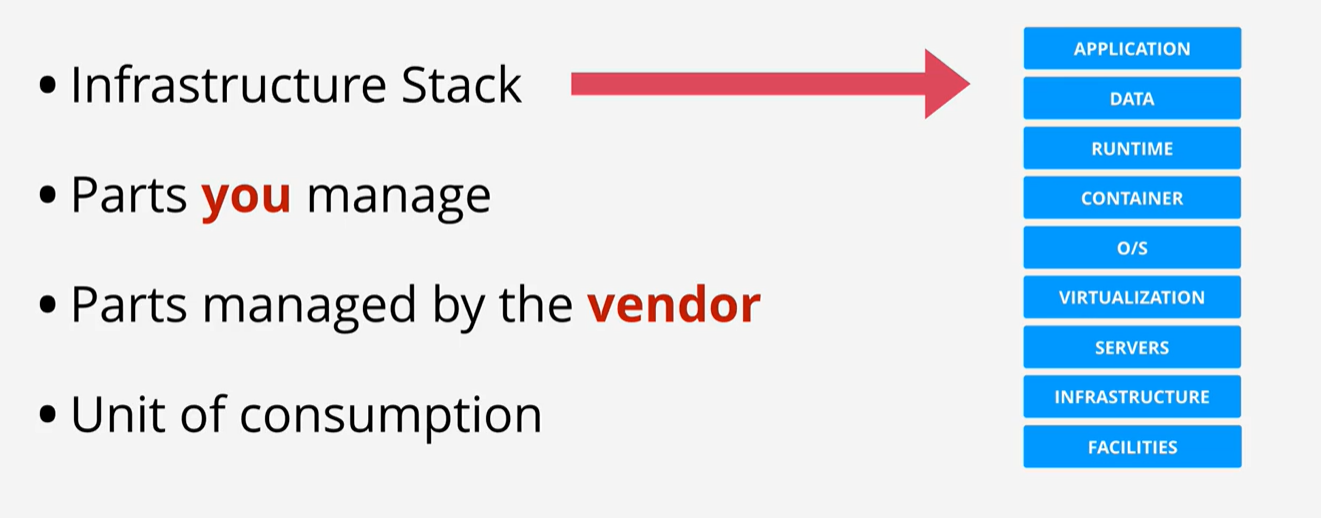 • Infrastructure Stack
• Parts you manage
• Parts managed by the vendor
• Unit of consumption
APPLICATION
DATA
RUNTIME
CONTAINER
O/S
VIRTUALIZATION
SERVERS
INFRASTRUCTURE
FACILITIES